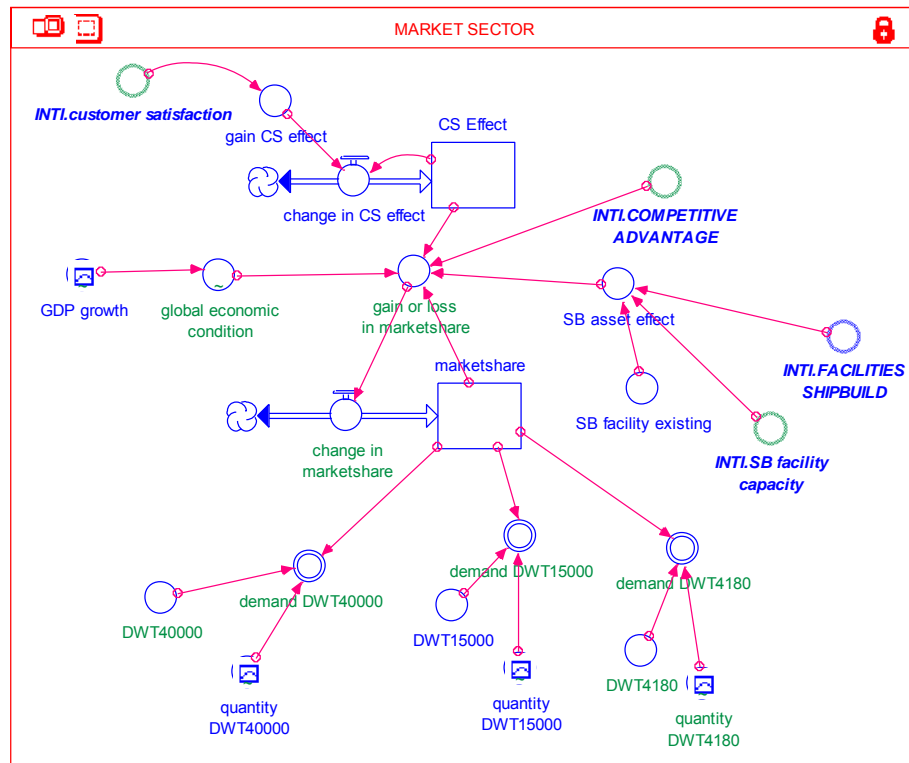 MARKET SECTOR
INTI.customer satisfaction
gain CS effect
CS Effect
change in CS effect
INTI.COMPETITIVE
ADVANTAGE
GDP growth
global economic
condition
gain or loss
in marketshare
SB asset effect
INTI.FACILITIES
SHIPBUILD
marketshare
SB facility existing
change in
marketshare
INTI.SB facility
capacity
demand DWT40000
demand DWT15000
demand DWT4180
DWT40000
DWT15000
DWT4180
quantity
DWT40000
quantity
DWT15000
quantity
DWT4180
~